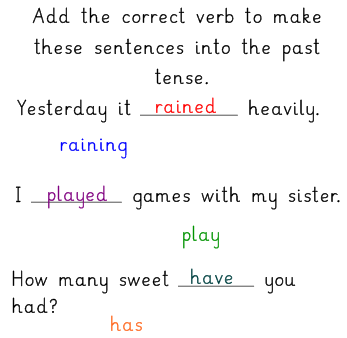 Add the correct verb to make
these sentences into the past
tense.
Yesterday it rained heavily.
raining
I played games with my sister.
play
How many sweet have you
had?
has